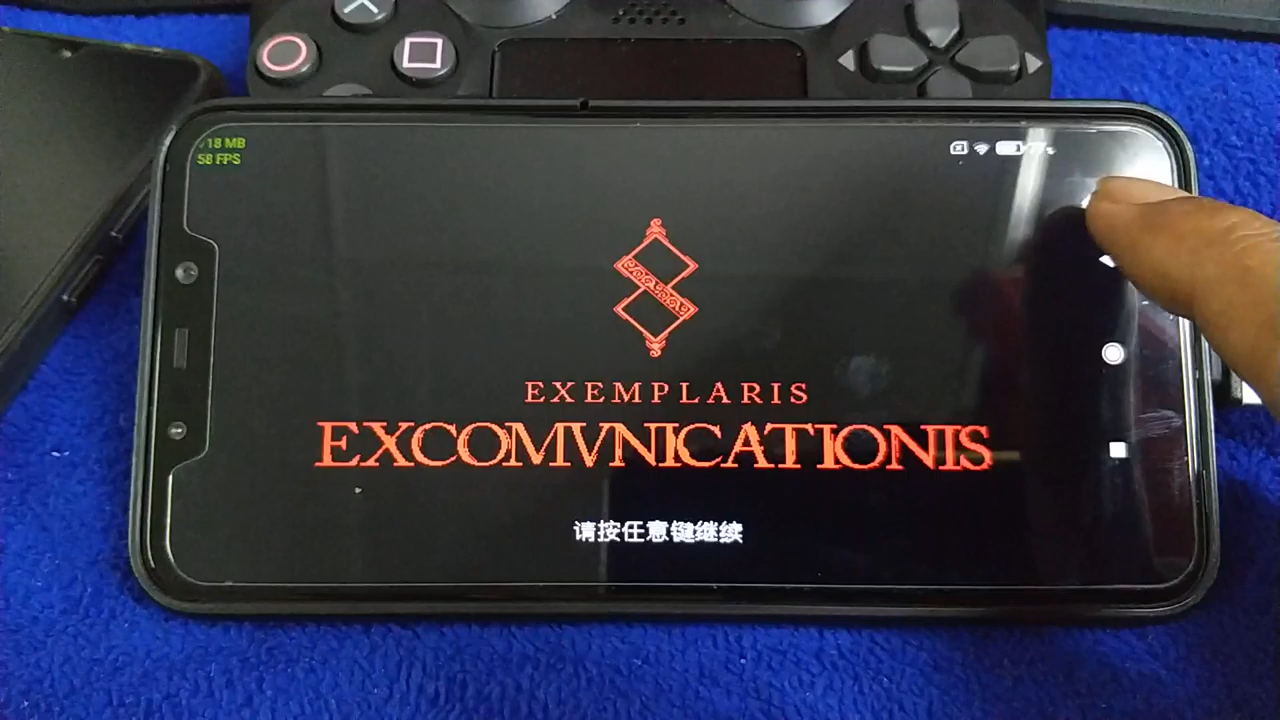 18 MB
58 FPS
EXEMPLARIS
EXCOMVNICATIONIS
请按任意键继续